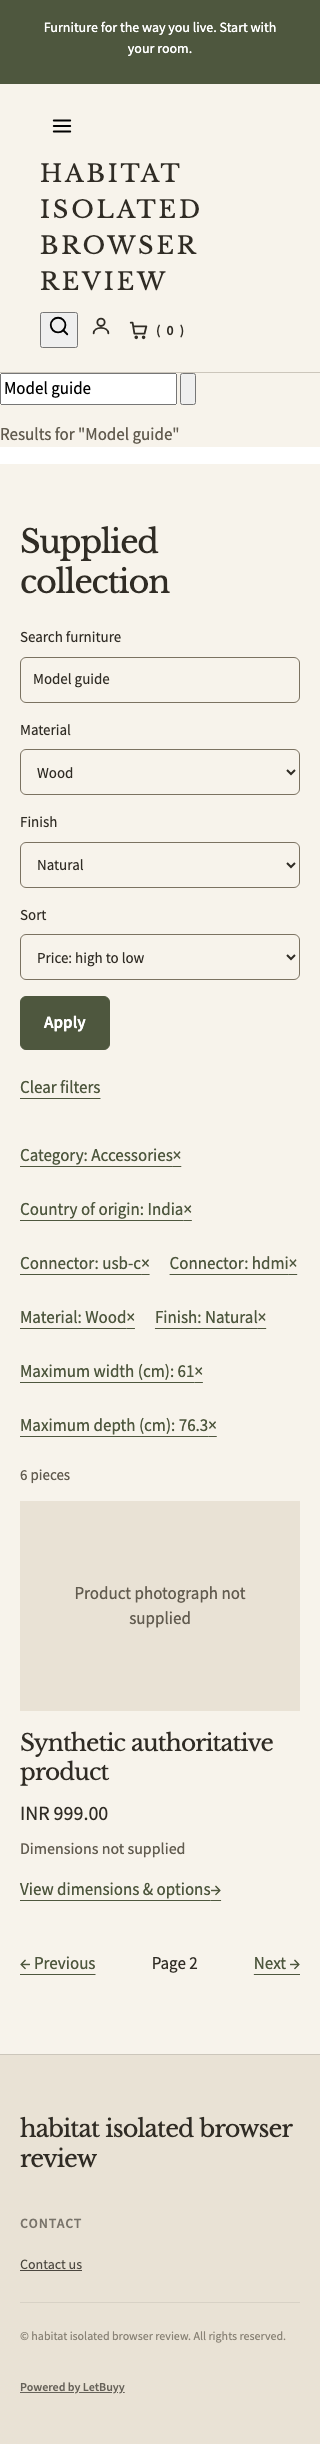 Furniture for the way you live. Start with
your room.
HABITAT
ISOLATED
BROWSER
REVIEW
( 0 )
Model guide
Results for "Model guide"
Supplied
collection
Search furniture
Model guide
Material
Wood
Finish
Natural
Sort
Price: high to low
Apply
Clear filters
Category: Accessories×
Country of origin: India×
Connector: usb-c× Connector: hdmi×
Material: Wood× Finish: Natural×
Maximum width (cm): 61×
Maximum depth (cm): 76.3×
6 pieces
Product photograph not
supplied
Synthetic authoritative
product
INR 999.00
Dimensions not supplied
View dimensions & options→
← Previous Page 2 Next →
habitat isolated browser
review
CONTACT
Contact us
© habitat isolated browser review. All rights reserved.
Powered by LetBuyy